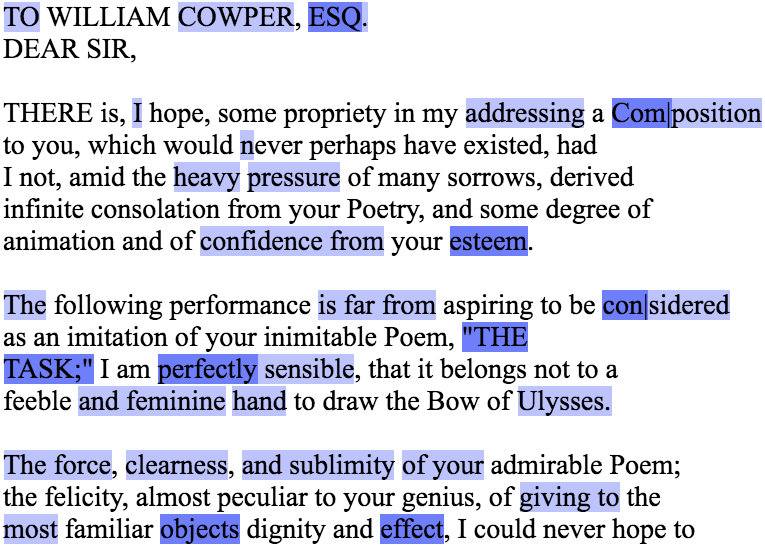 TO WILLIAM COWPER, ESQ.
DEAR SIR,
THERE is, I hope, some propriety in my addressing a Com|position
to you, which would never perhaps have existed, had
I not, amid the heavy pressure of many sorrows, derived
infinite consolation from your Poetry, and some degree of
animation and of confidence from your esteem.
The following performance is far from aspiring to be con|sidered
as an imitation of your inimitable Poem, "THE
TASK;" I am perfectly sensible, that it belongs not to a
feeble and feminine hand to draw the Bow of Ulysses.
The force, clearness, and sublimity of your admirable Poem;
the felicity, almost peculiar to your genius, of giving to the
most familiar objects dignity and effect, I could never hope to